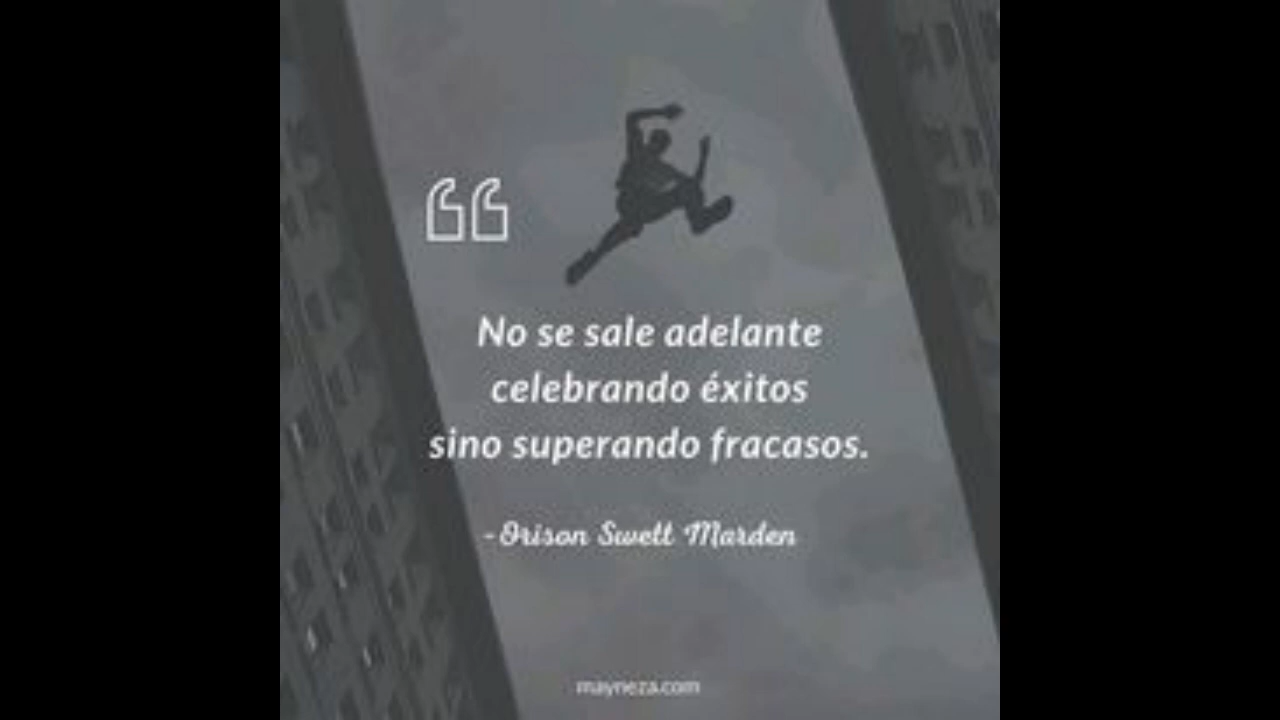 No se sale adelante
celebrando éxitos
sino superando fracasos.
-Orison Swett Marden
mayneza.com